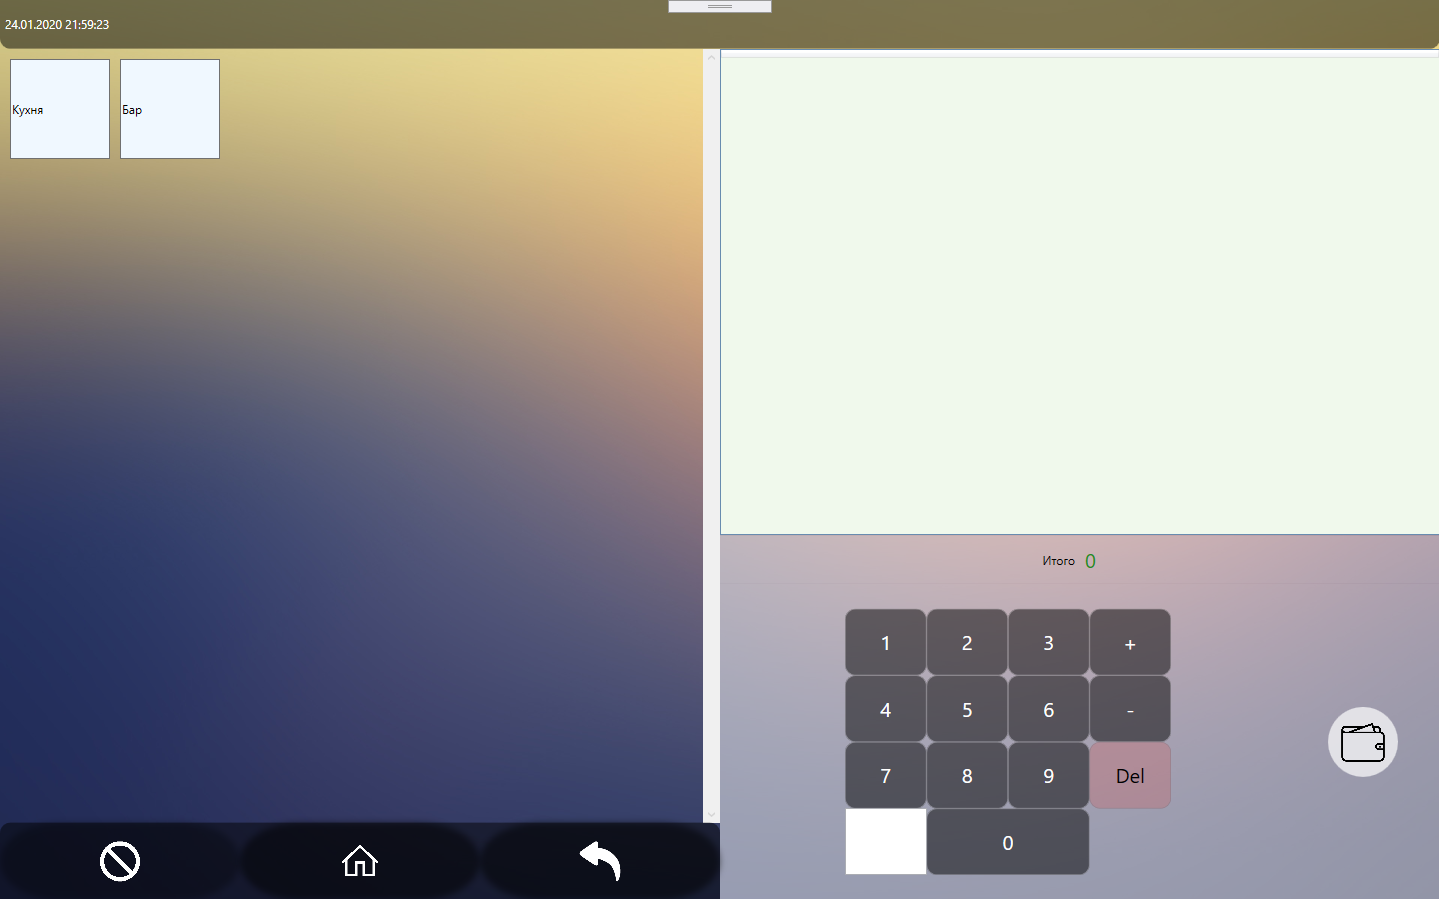 24.01.2020 21:59:23
Кухня
Бар
Итого 0
1 2 3 +
4 5 6 -
7 8 9 Del
0